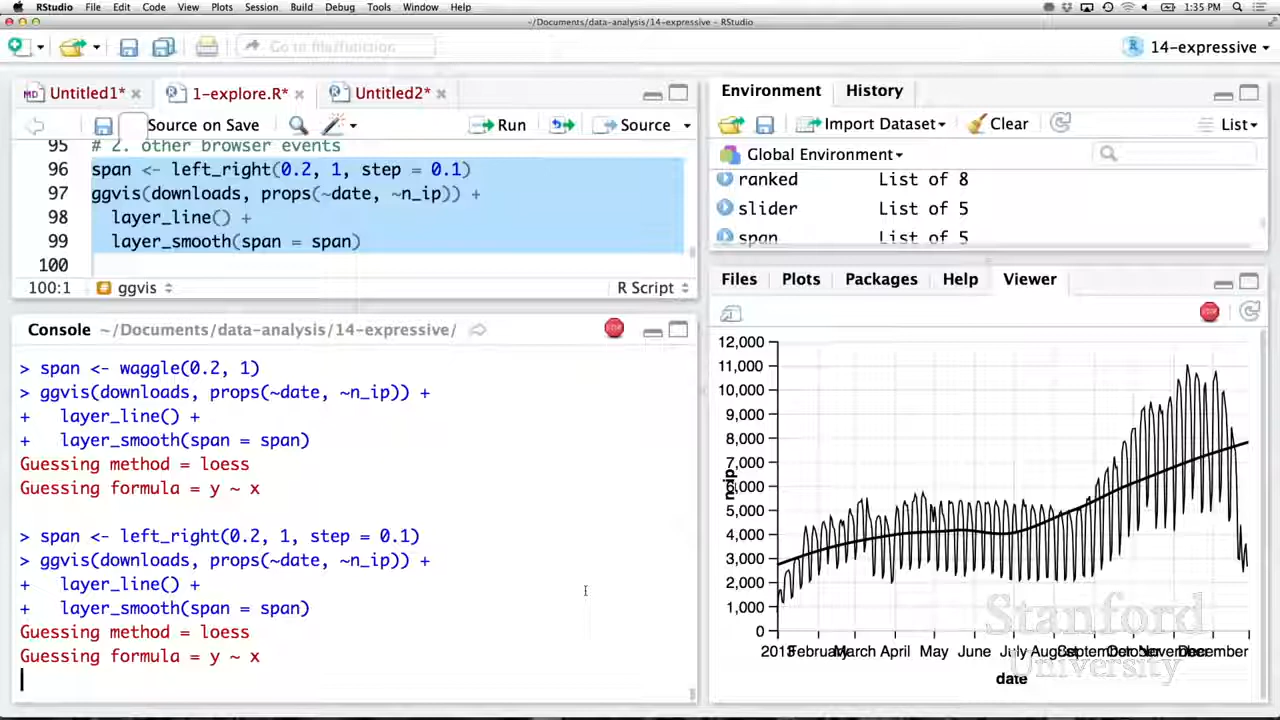 RStudio File Edit Code View Plots Session Build Debug Tools Window Help 1:35 PM
~/Documents/data-analysis/14-expressive - RStudio
Go to file/function 14-expressive
Untitled1* 1-explore.R* Untitled2*
Source on Save Run Source
95 # 2. other browser events
96 span <- left_right(0.2, 1, step = 0.1)
97 ggvis(downloads, props(~date, ~n_ip)) +
98 layer_line() +
99 layer_smooth(span = span)
100
100:1 ggvis R Script
Console ~/Documents/data-analysis/14-expressive/
> span <- waggle(0.2, 1)
> ggvis(downloads, props(~date, ~n_ip)) +
+ layer_line() +
+ layer_smooth(span = span)
Guessing method = loess
Guessing formula = y ~ x
> span <- left_right(0.2, 1, step = 0.1)
> ggvis(downloads, props(~date, ~n_ip)) +
+ layer_line() +
+ layer_smooth(span = span)
Guessing method = loess
Guessing formula = y ~ x
Environment History
Import Dataset Clear List
Global Environment
ranked List of 8
slider List of 5
span List of 5
Files Plots Packages Help Viewer
12,000
11,000
10,000
9,000
8,000
7,000
n_ip
6,000
5,000
4,000
3,000
2,000
1,000
0
2013 February March April May June July August September October November December
date
Stanford
University